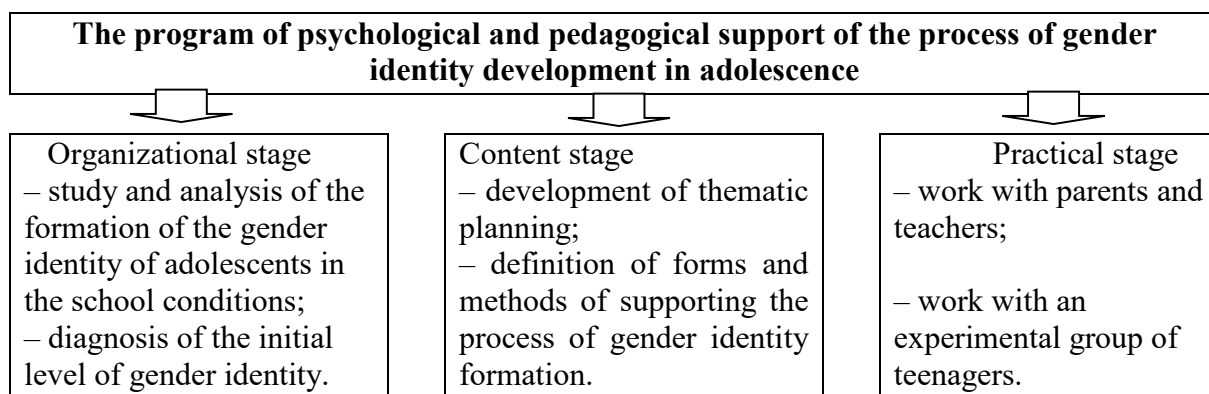 The program of psychological and pedagogical support of the process of gender
identity development in adolescence
Organizational stage
– study and analysis of the
formation of the gender
identity of adolescents in
the school conditions;
– diagnosis of the initial
level of gender identity.
Content stage
– development of thematic
planning;
– definition of forms and
methods of supporting the
process of gender identity
formation.
Practical stage
– work with parents and
teachers;
– work with an
experimental group of
teenagers.